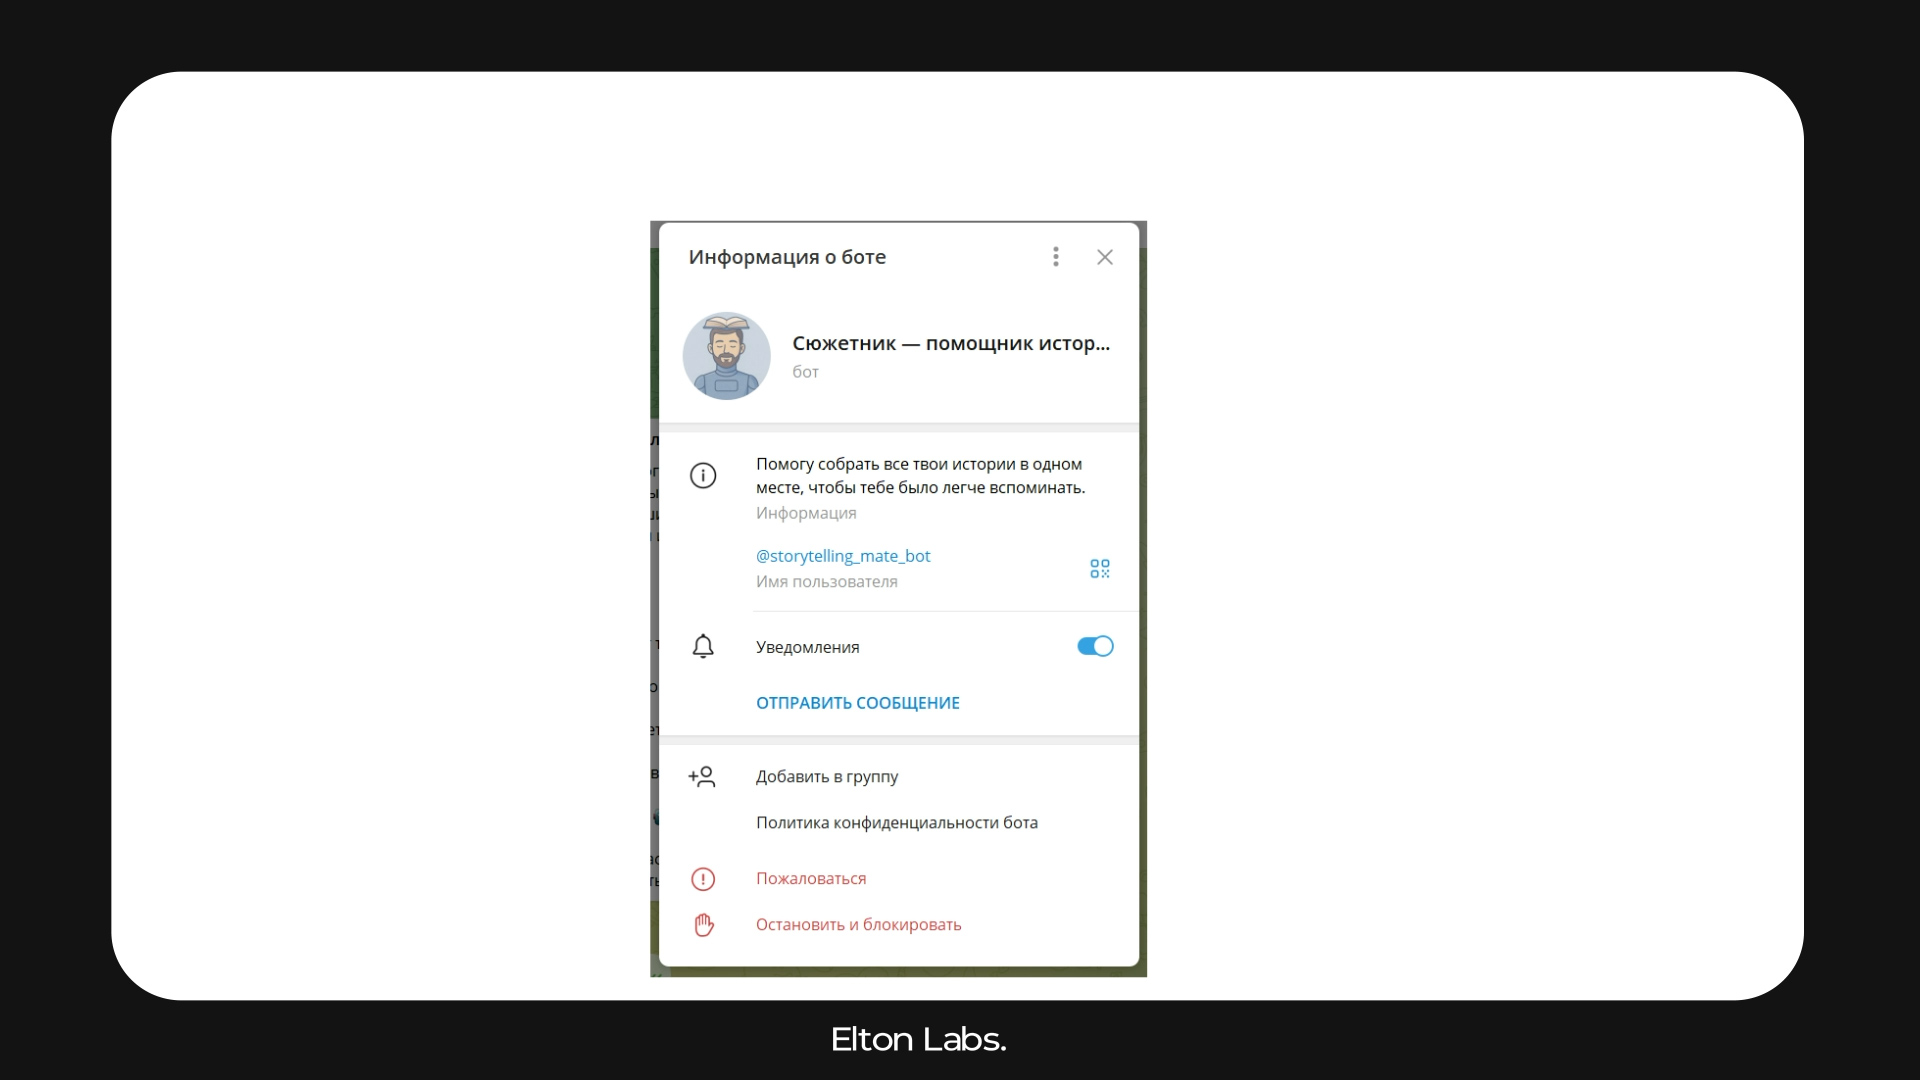 Информация о боте
Сюжетник — помощник истор...
бот
Помогу собрать все твои истории в одном
месте, чтобы тебе было легче вспоминать.
Информация
@storytelling_mate_bot
Имя пользователя
Уведомления
ОТПРАВИТЬ СООБЩЕНИЕ
Добавить в группу
Политика конфиденциальности бота
Пожаловаться
Остановить и блокировать
Elton Labs.